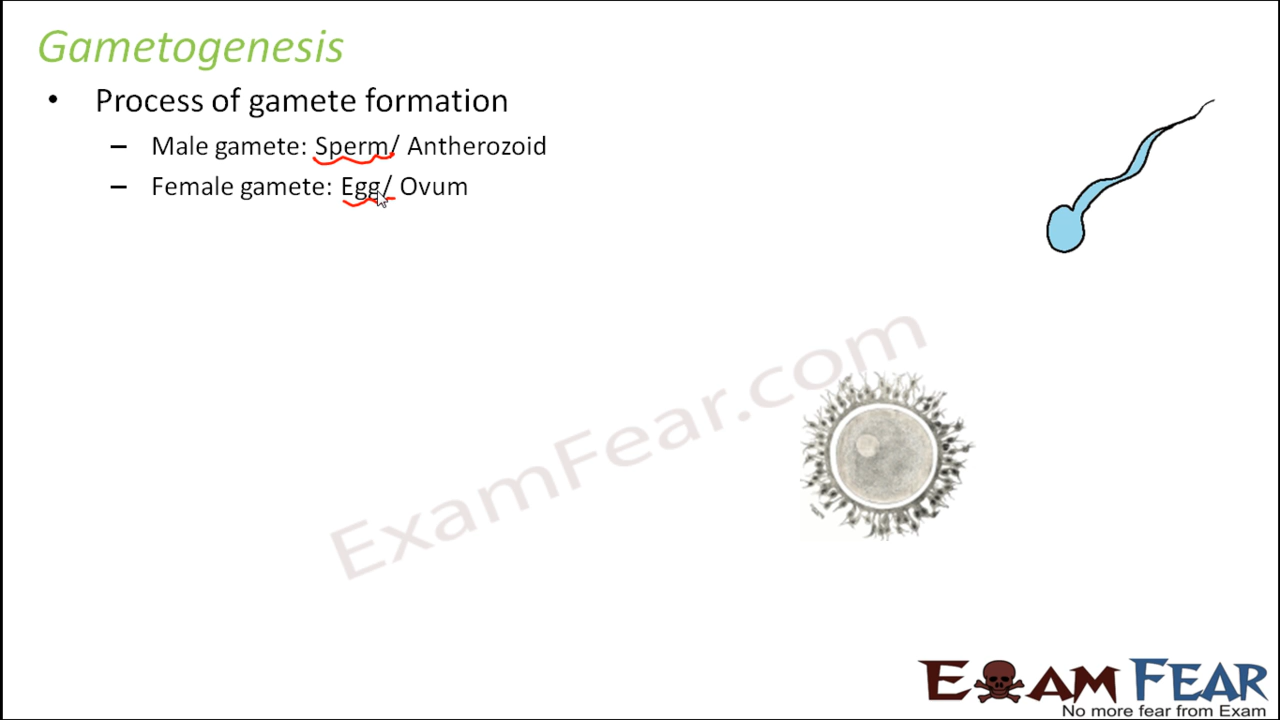 Gametogenesis
• Process of gamete formation
– Male gamete: Sperm/ Antherozoid
– Female gamete: Egg/ Ovum
ExamFear.com
EXAM FEAR
No more fear from Exam